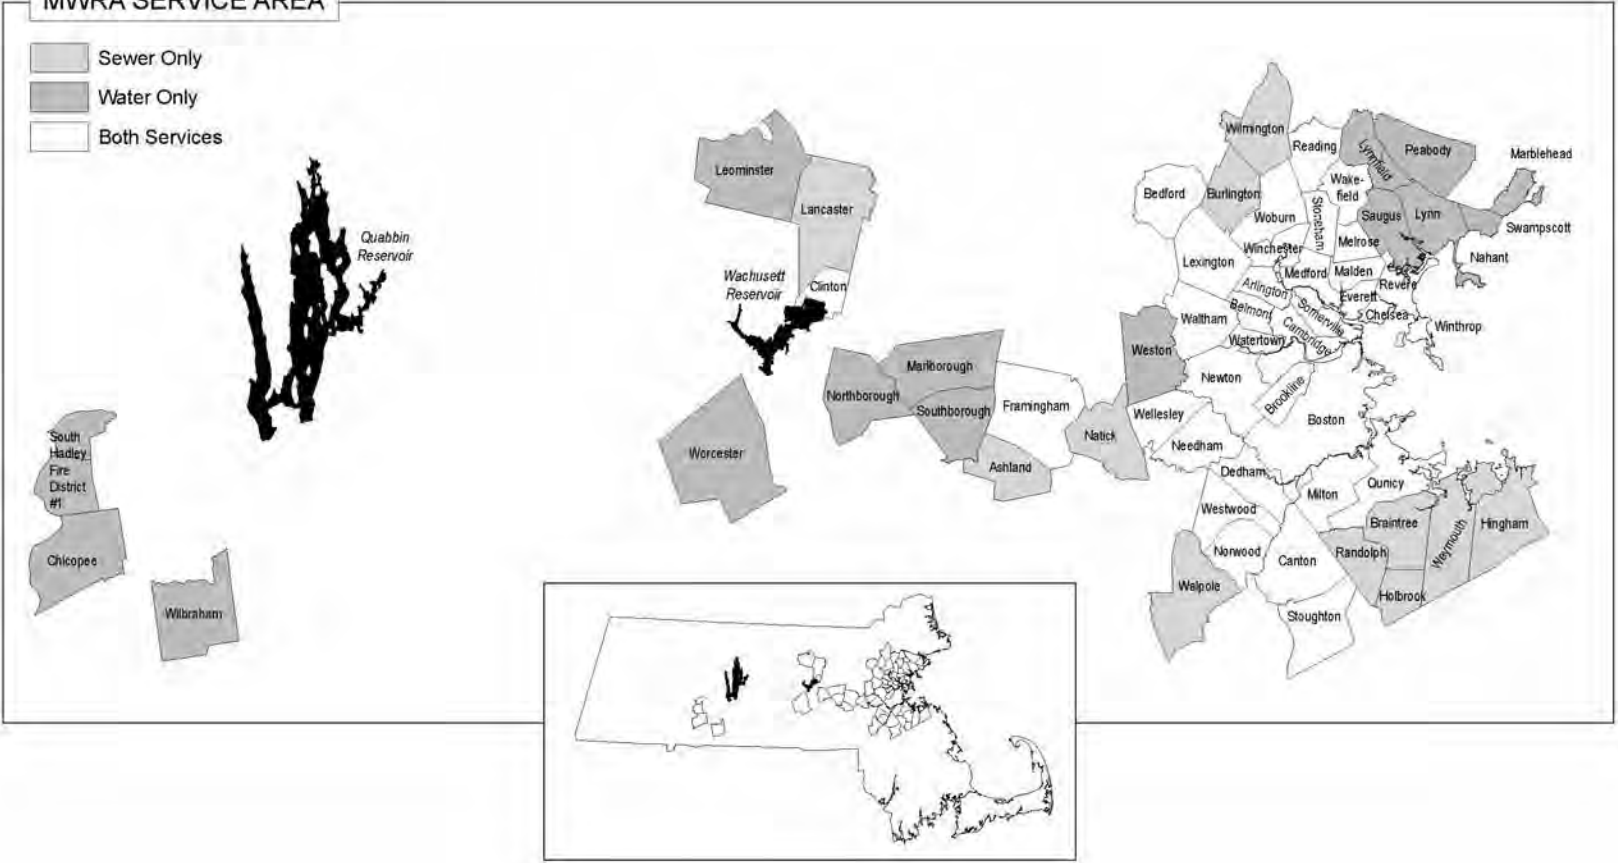 MWRA SERVICE AREA
Sewer Only
Water Only
Both Services
Quabbin
Reservoir
Wachusett
Reservoir
Leominster
Lancaster
Clinton
Worcester
Northborough
Marlborough
Southborough
Framingham
Ashland
Natick
South
Hadley
Fire
District
#1
Chicopee
Wilbraham
Wilmington
Reading
Lynnfield
Peabody
Marblehead
Bedford
Burlington
Wake-
field
Woburn
Stoneham
Saugus
Lynn
Swampscott
Winchester
Melrose
Nahant
Lexington
Medford
Malden
Revere
Arlington
Everett
Belmont
Somerville
Chelsea
Winthrop
Waltham
Watertown
Cambridge
Weston
Newton
Brookline
Boston
Wellesley
Needham
Dedham
Milton
Qunicy
Westwood
Braintree
Weymouth
Hingham
Norwood
Canton
Randolph
Walpole
Holbrook
Stoughton